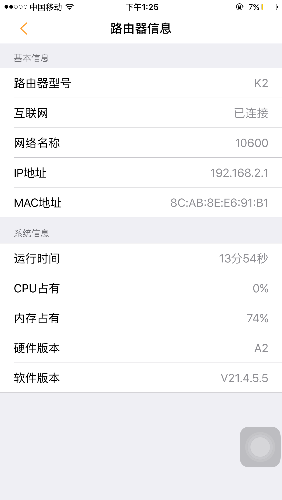 中国移动 下午1:25 7%
路由器信息
基本信息
路由器型号 K2
互联网 已连接
网络名称 10600
IP地址 192.168.2.1
MAC地址 8C:AB:8E:E6:91:B1
系统信息
运行时间 13分54秒
CPU占有 0%
内存占有 74%
硬件版本 A2
软件版本 V21.4.5.5